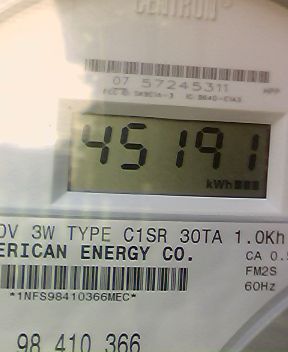 CENTRON®
07 57245311
45191
kWh
0V 3W TYPE C1SR 30TA 1.0Kh
ERICAN ENERGY CO.
CA 0.5
FM2S
*1NFS98410366MEC*
60Hz
98 410 366